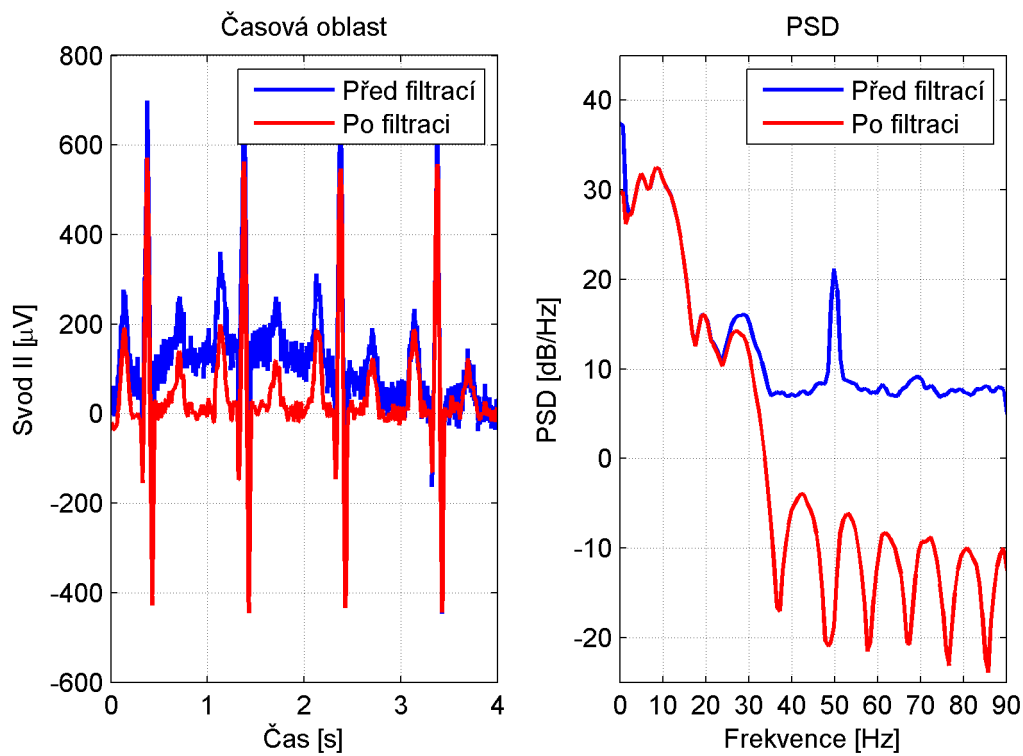 Časová oblast
800
600
400
200
0
-200
-400
-600
0 1 2 3 4
Svod II [µV]
Čas [s]
Před filtrací
Po filtraci
PSD
40
30
20
10
0
-10
-20
0 10 20 30 40 50 60 70 80 90
PSD [dB/Hz]
Frekvence [Hz]
Před filtrací
Po filtraci